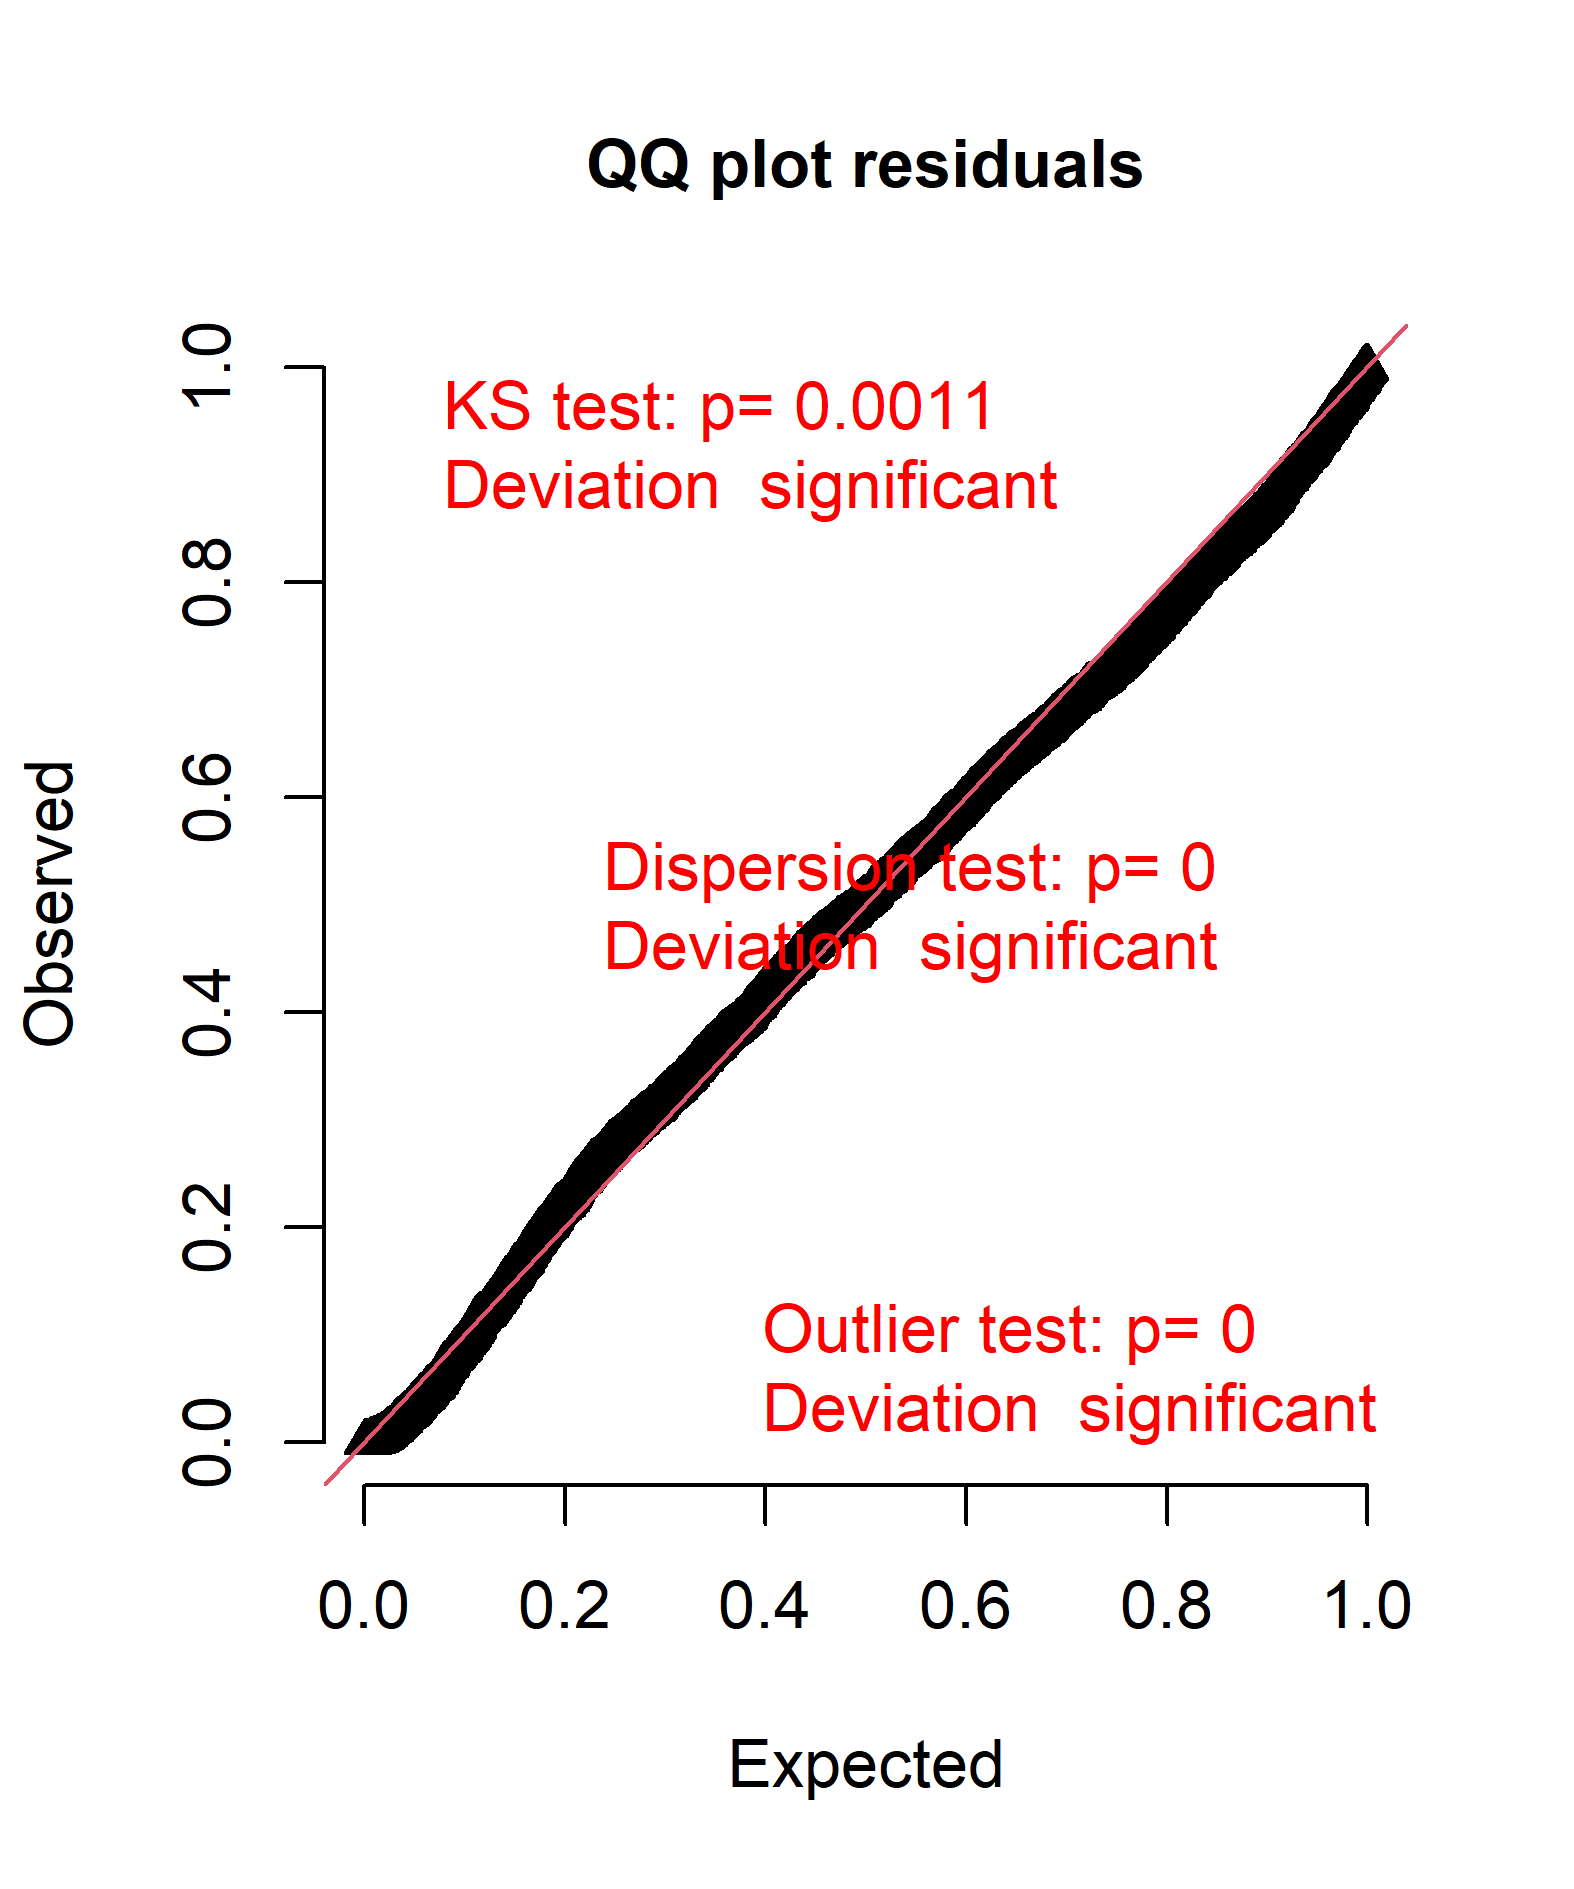 QQ plot residuals
KS test: p= 0.0011
Deviation  significant
Dispersion test: p= 0
Deviation  significant
Outlier test: p= 0
Deviation  significant
Observed
1.0
0.8
0.6
0.4
0.2
0.0
0.0 0.2 0.4 0.6 0.8 1.0
Expected